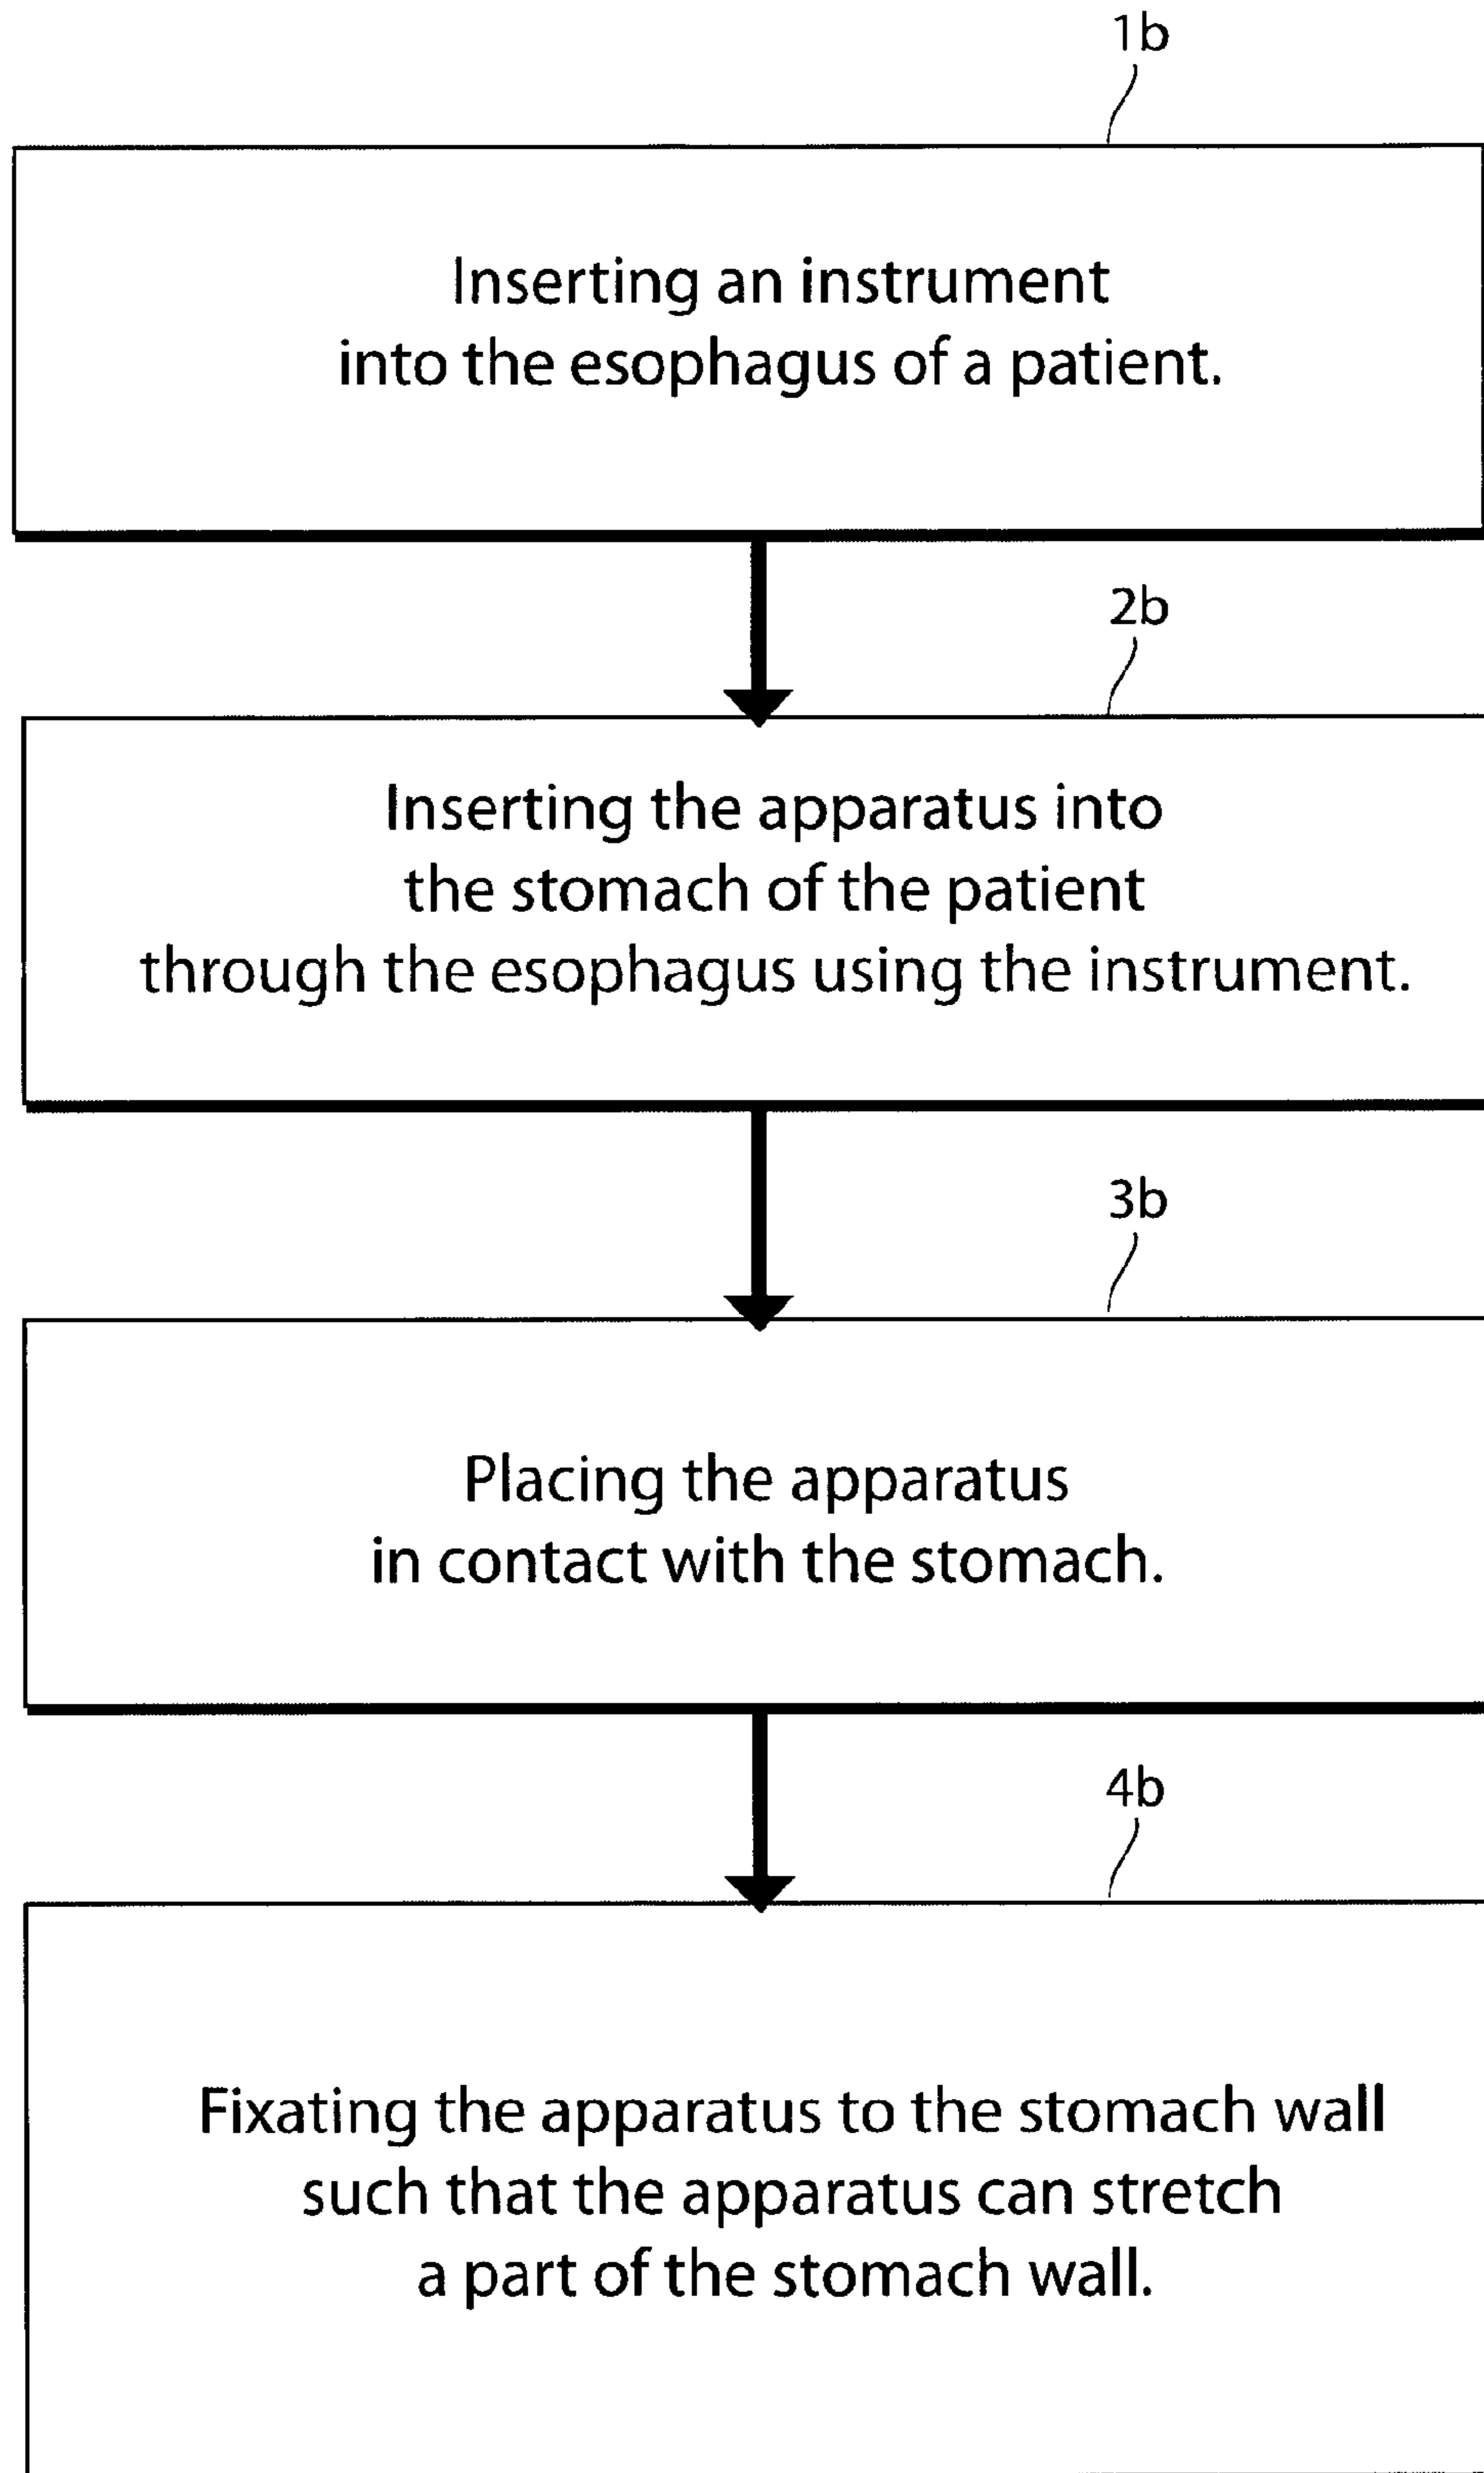 1b
Inserting an instrument
into the esophagus of a patient.
2b
Inserting the apparatus into
the stomach of the patient
through the esophagus using the instrument.
3b
Placing the apparatus
in contact with the stomach.
4b
Fixating the apparatus to the stomach wall
such that the apparatus can stretch
a part of the stomach wall.